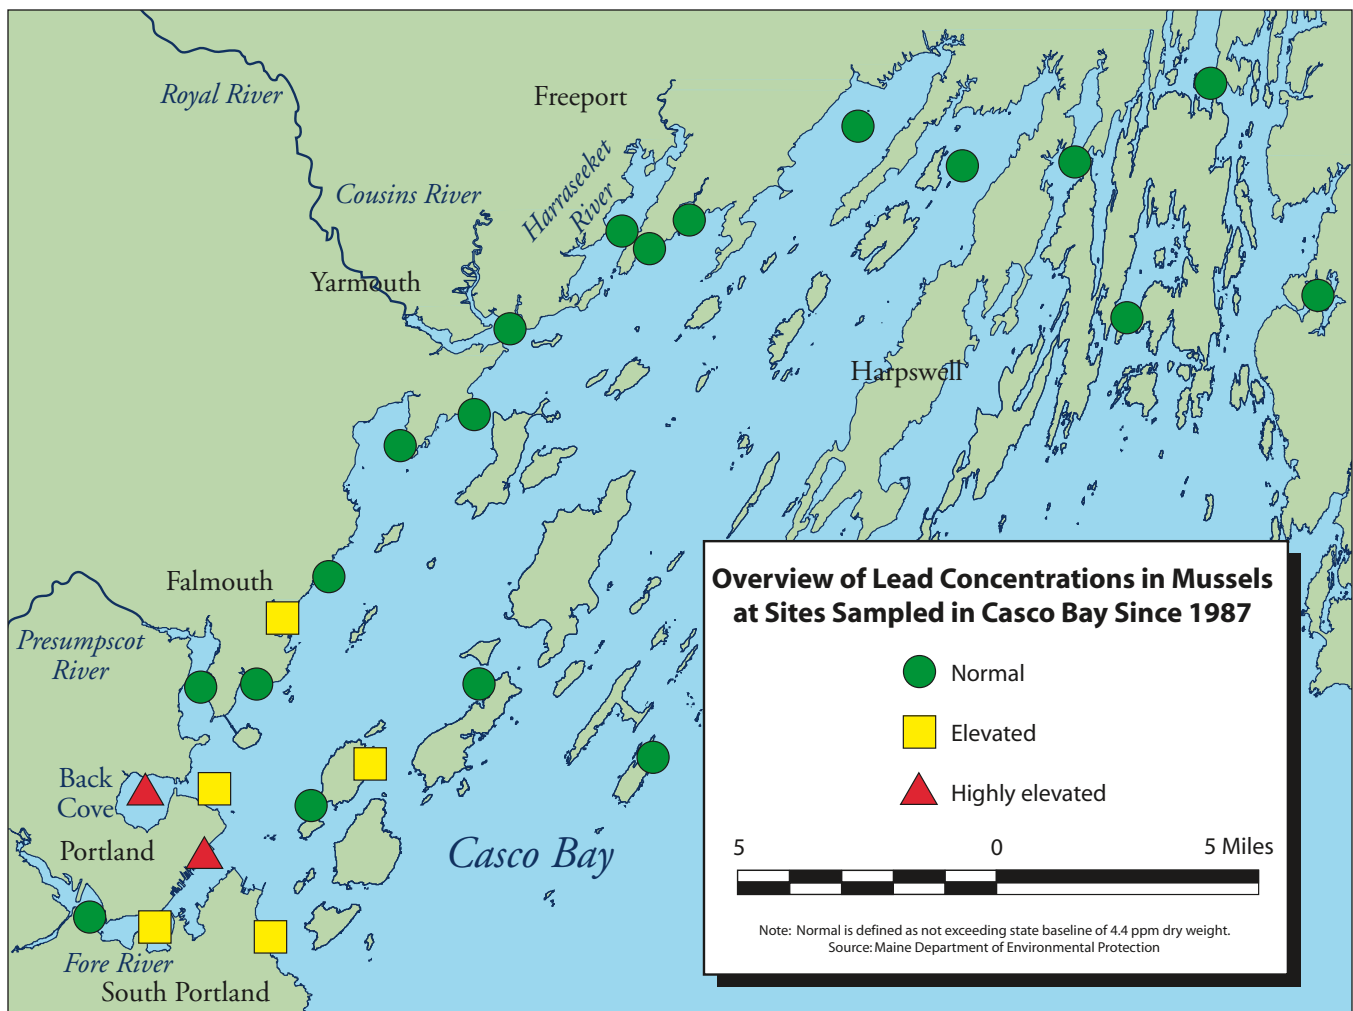 Royal River
Freeport
Harraseeket
River
Cousins River
Yarmouth
Harpswell
Falmouth
Presumpscot
River
Back
Cove
Portland
Casco Bay
Fore River
South Portland
Overview of Lead Concentrations in Mussels
at Sites Sampled in Casco Bay Since 1987
Normal
Elevated
Highly elevated
5 0 5 Miles
Note: Normal is defined as not exceeding state baseline of 4.4 ppm dry weight.
Source: Maine Department of Environmental Protection